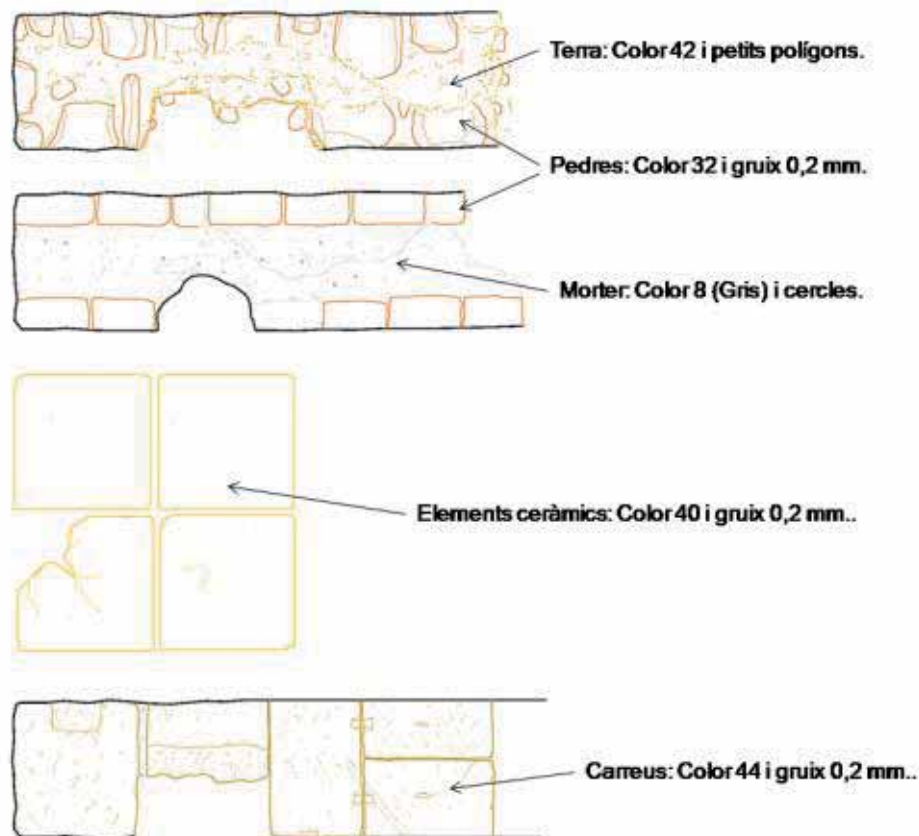 Terra: Color 42 i petits polígons.
Pedres: Color 32 i gruix 0,2 mm.
Morter: Color 8 (Gris) i cercles.
Elements ceràmics: Color 40 i gruix 0,2 mm..
Carreus: Color 44 i gruix 0,2 mm..